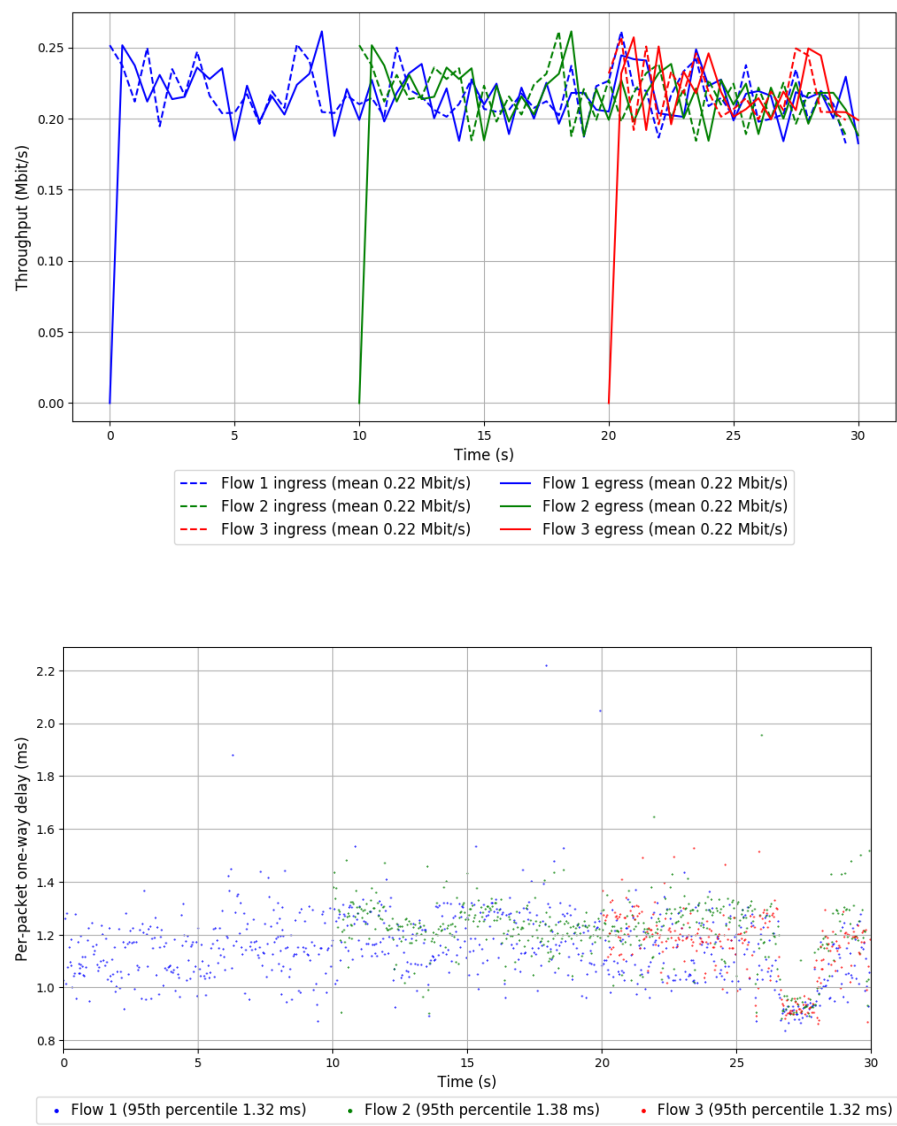 0.25
0.20
0.15
0.10
0.05
0.00
Throughput (Mbit/s)
0 5 10 15 20 25 30
Time (s)
Flow 1 ingress (mean 0.22 Mbit/s) Flow 1 egress (mean 0.22 Mbit/s)
Flow 2 ingress (mean 0.22 Mbit/s) Flow 2 egress (mean 0.22 Mbit/s)
Flow 3 ingress (mean 0.22 Mbit/s) Flow 3 egress (mean 0.22 Mbit/s)
2.2
2.0
1.8
1.6
1.4
1.2
1.0
0.8
Per-packet one-way delay (ms)
0 5 10 15 20 25 30
Time (s)
Flow 1 (95th percentile 1.32 ms) Flow 2 (95th percentile 1.38 ms) Flow 3 (95th percentile 1.32 ms)